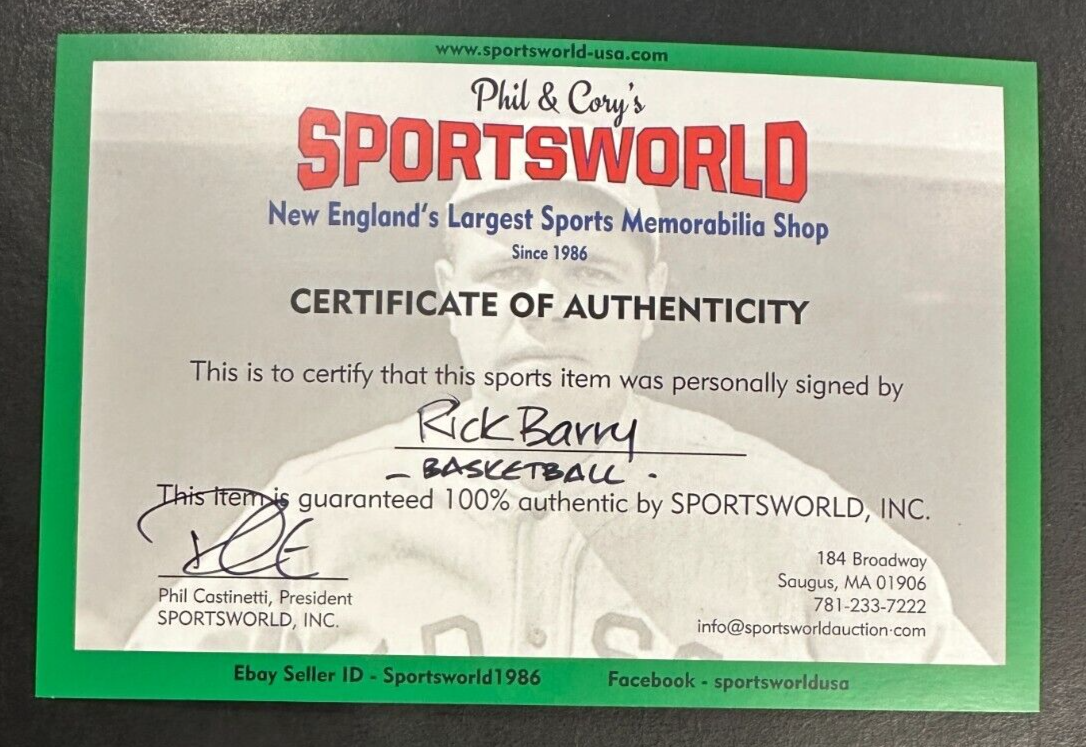 www.sportsworld-usa.com
Phil & Cory's
SPORTSWORLD
New England's Largest Sports Memorabilia Shop
Since 1986
CERTIFICATE OF AUTHENTICITY
This is to certify that this sports item was personally signed by
Rick Barry
- BASKETBALL -
This item is guaranteed 100% authentic by SPORTSWORLD, INC.
Phil Castinetti, President
SPORTSWORLD, INC.
184 Broadway
Saugus, MA 01906
781-233-7222
info@sportsworldauction.com
Ebay Seller ID - Sportsworld1986
Facebook - sportsworldusa